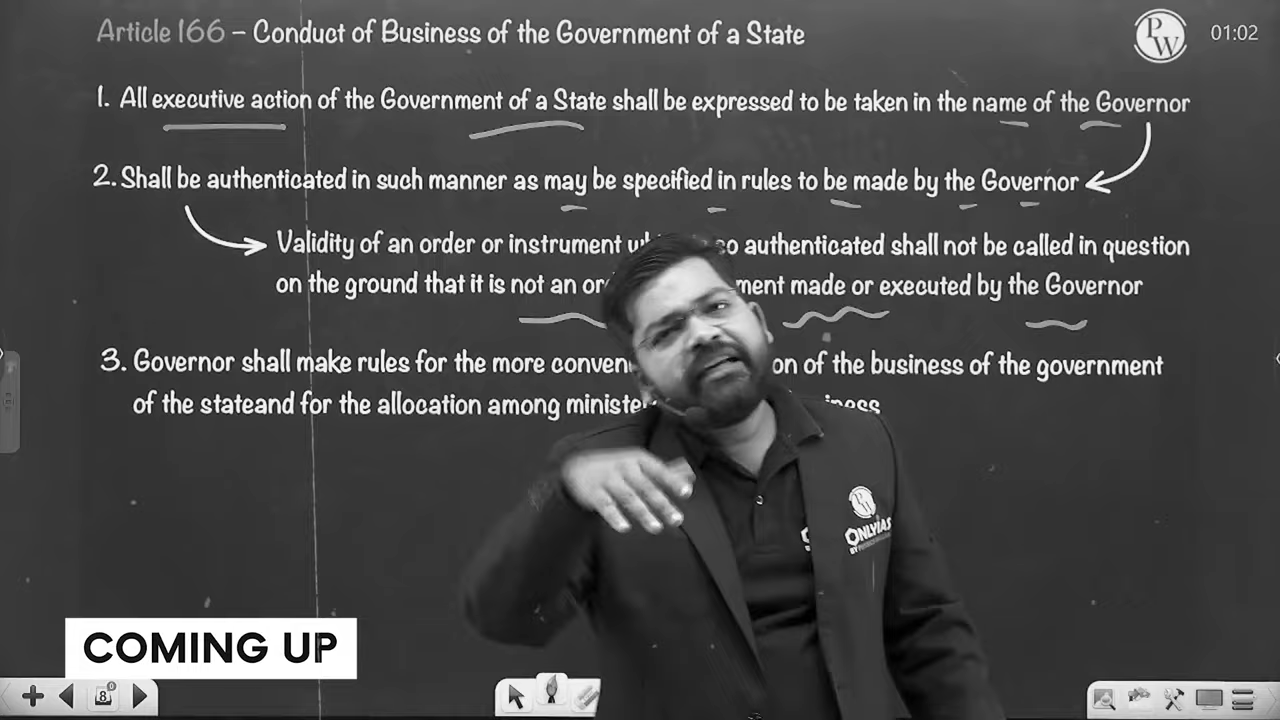 Article 166 – Conduct of Business of the Government of a State
PW
01:02
1. All executive action of the Government of a State shall be expressed to be taken in the name of the Governor
2. Shall be authenticated in such manner as may be specified in rules to be made by the Governor
Validity of an order or instrument so authenticated shall not be called in question
on the ground that it is not an made or executed by the Governor
3. Governor shall make rules for the more of the business of the government
of the stateand for the allocation among
PW
ONLYIAS
COMING UP
8